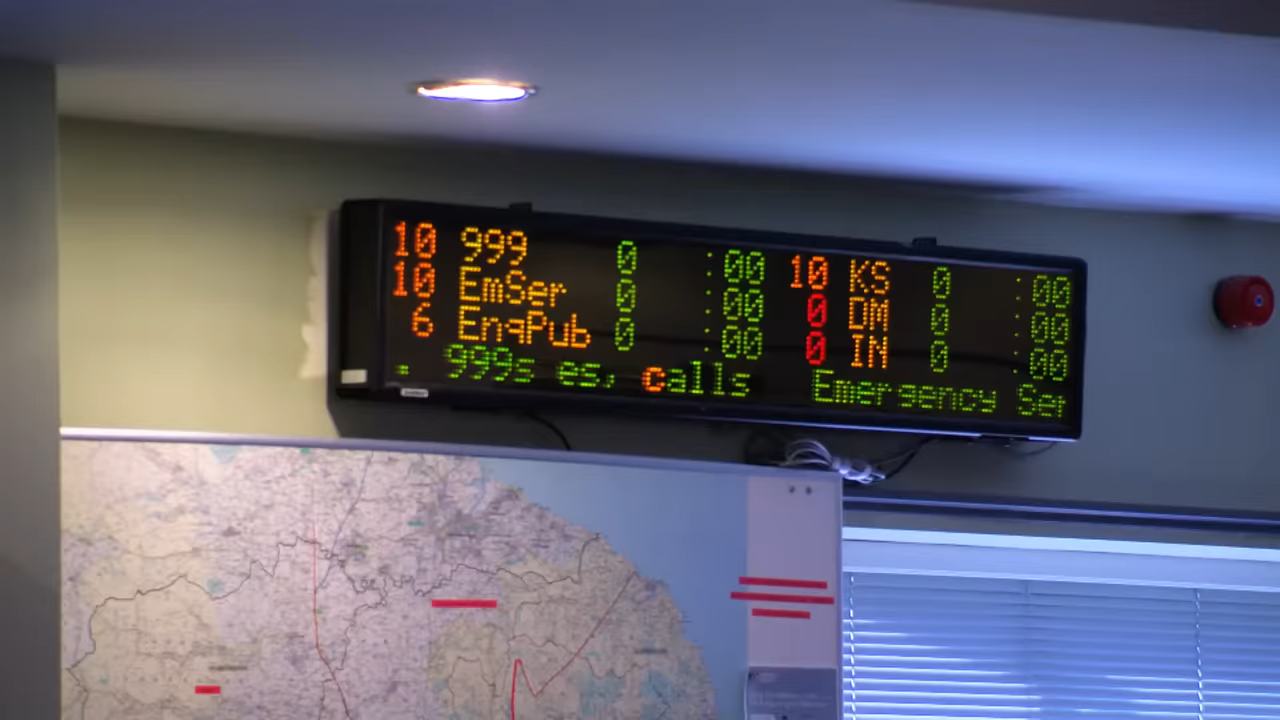 10 999 0 :00 10 KS 0 :00
10 EmSer 0 :00 0 DM 0 :00
6 EnqPub 0 :00 0 IN 0 :00
999s es, calls Emergency Ser